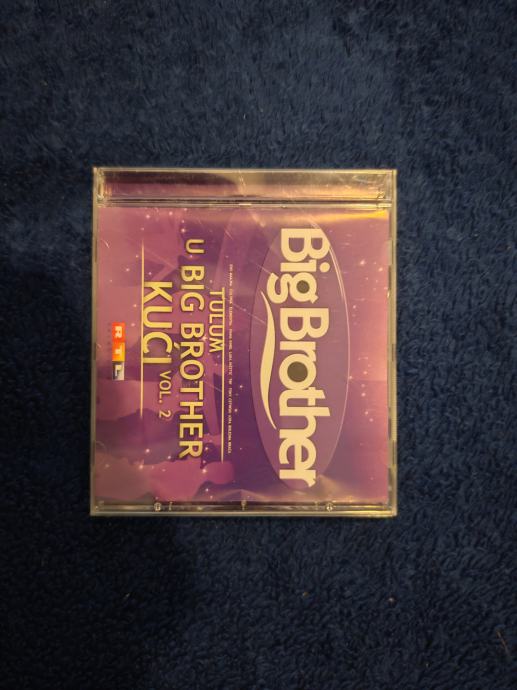 Big Brother
TULUM
U BIG BROTHER
KUĆI VOL. 2
RTL